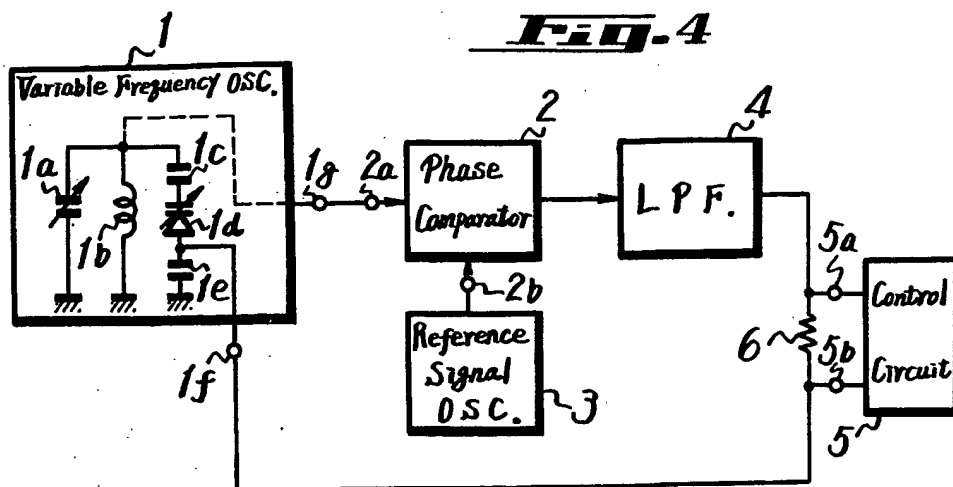 Fig. 4
1
Variable Frequency OSC.
1a
1b
1c
1d
1e
1f
1g
2a
2
Phase
Comparator
2b
Reference
Signal
OSC.
3
4
L P F.
5a
6
5b
Control
Circuit
5